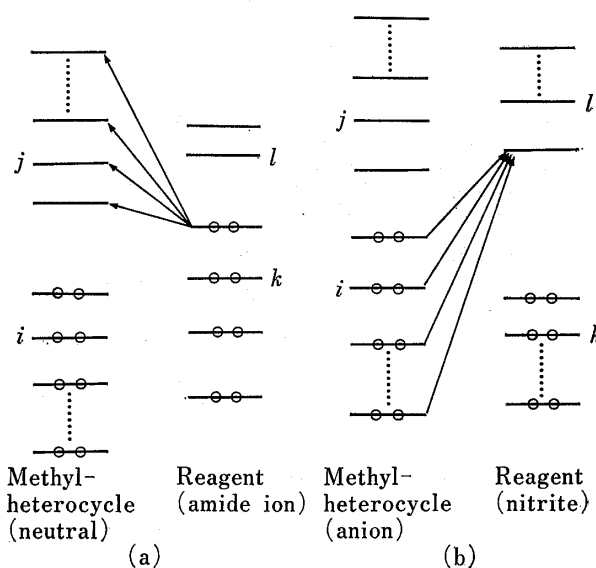 j
l
k
i
Methyl-
heterocycle
(neutral)
Reagent
(amide ion)
(a)
j
l
i
k
Methyl-
heterocycle
(anion)
Reagent
(nitrite)
(b)